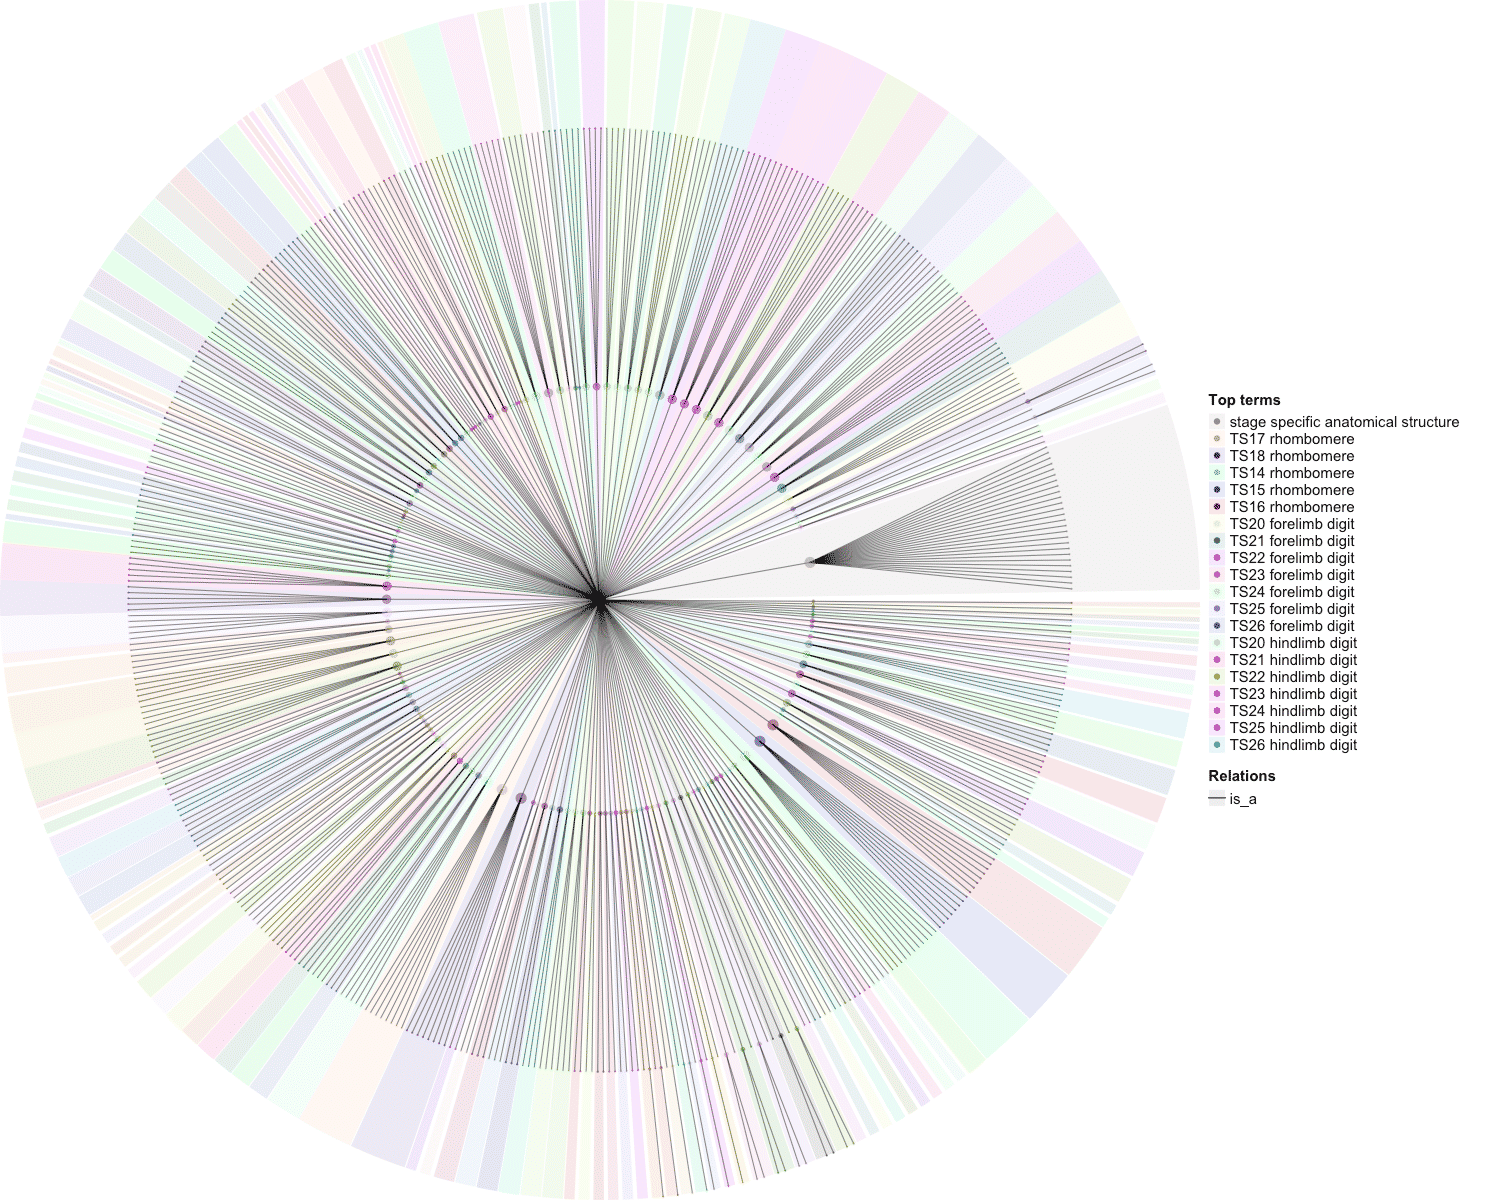 Top terms
stage specific anatomical structure
TS17 rhombomere
TS18 rhombomere
TS14 rhombomere
TS15 rhombomere
TS16 rhombomere
TS20 forelimb digit
TS21 forelimb digit
TS22 forelimb digit
TS23 forelimb digit
TS24 forelimb digit
TS25 forelimb digit
TS26 forelimb digit
TS20 hindlimb digit
TS21 hindlimb digit
TS22 hindlimb digit
TS23 hindlimb digit
TS24 hindlimb digit
TS25 hindlimb digit
TS26 hindlimb digit
Relations
is_a